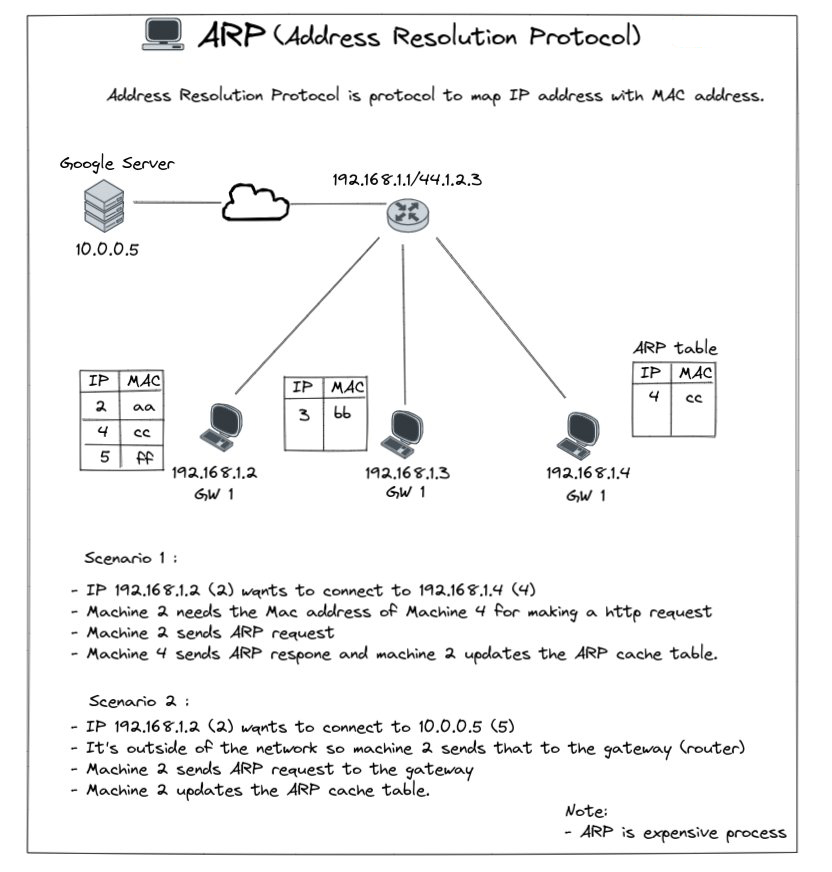 ARP (Address Resolution Protocol)
Address Resolution Protocol is protocol to map IP address with MAC address.
Google Server
10.0.0.5
192.168.1.1/44.1.2.3
IP MAC
2 aa
4 cc
5 ff
192.168.1.2
GW 1
IP MAC
3 bb
192.168.1.3
GW 1
ARP table
IP MAC
4 cc
192.168.1.4
GW 1
Scenario 1 :
- IP 192.168.1.2 (2) wants to connect to 192.168.1.4 (4)
- Machine 2 needs the Mac address of Machine 4 for making a http request
- Machine 2 sends ARP request
- Machine 4 sends ARP respone and machine 2 updates the ARP cache table.
Scenario 2 :
- IP 192.168.1.2 (2) wants to connect to 10.0.0.5 (5)
- It's outside of the network so machine 2 sends that to the gateway (router)
- Machine 2 sends ARP request to the gateway
- Machine 2 updates the ARP cache table.
Note:
- ARP is expensive process